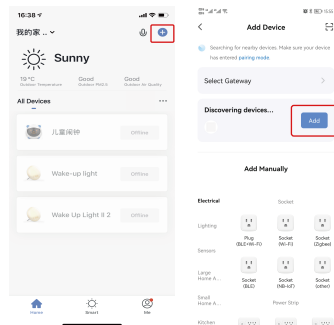 16:38
我的家 .. ∨
Sunny
19°C
Outdoor Temperature
Good
Outdoor PM2.5
Good
Outdoor Air Quality
All Devices
...
儿童闹钟
Offline
Wake-up light
Offline
Wake Up Light II 2
Offline
Home
Smart
Me
Add Device
Searching for nearby devices. Make sure your device
has entered pairing mode.
Select Gateway
Discovering devices...
Add
Add Manually
Electrical
Socket
Lighting
Plug
(BLE+Wi-Fi)
Socket
(Wi-Fi)
Socket
(Zigbee)
Sensors
Large
Home A...
Socket
(BLE)
Socket
(NB-IoT)
Socket
(other)
Small
Home A...
Power Strip
Kitchen